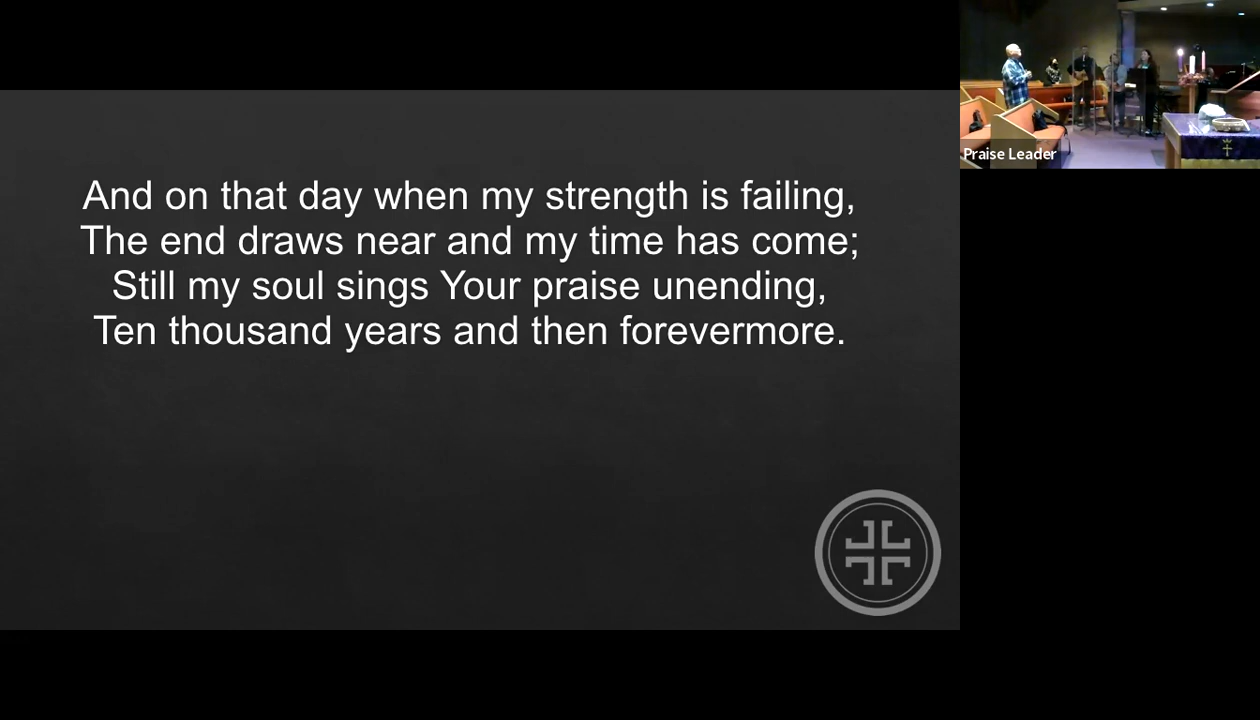 And on that day when my strength is failing,
The end draws near and my time has come;
Still my soul sings Your praise unending,
Ten thousand years and then forevermore.
Praise Leader